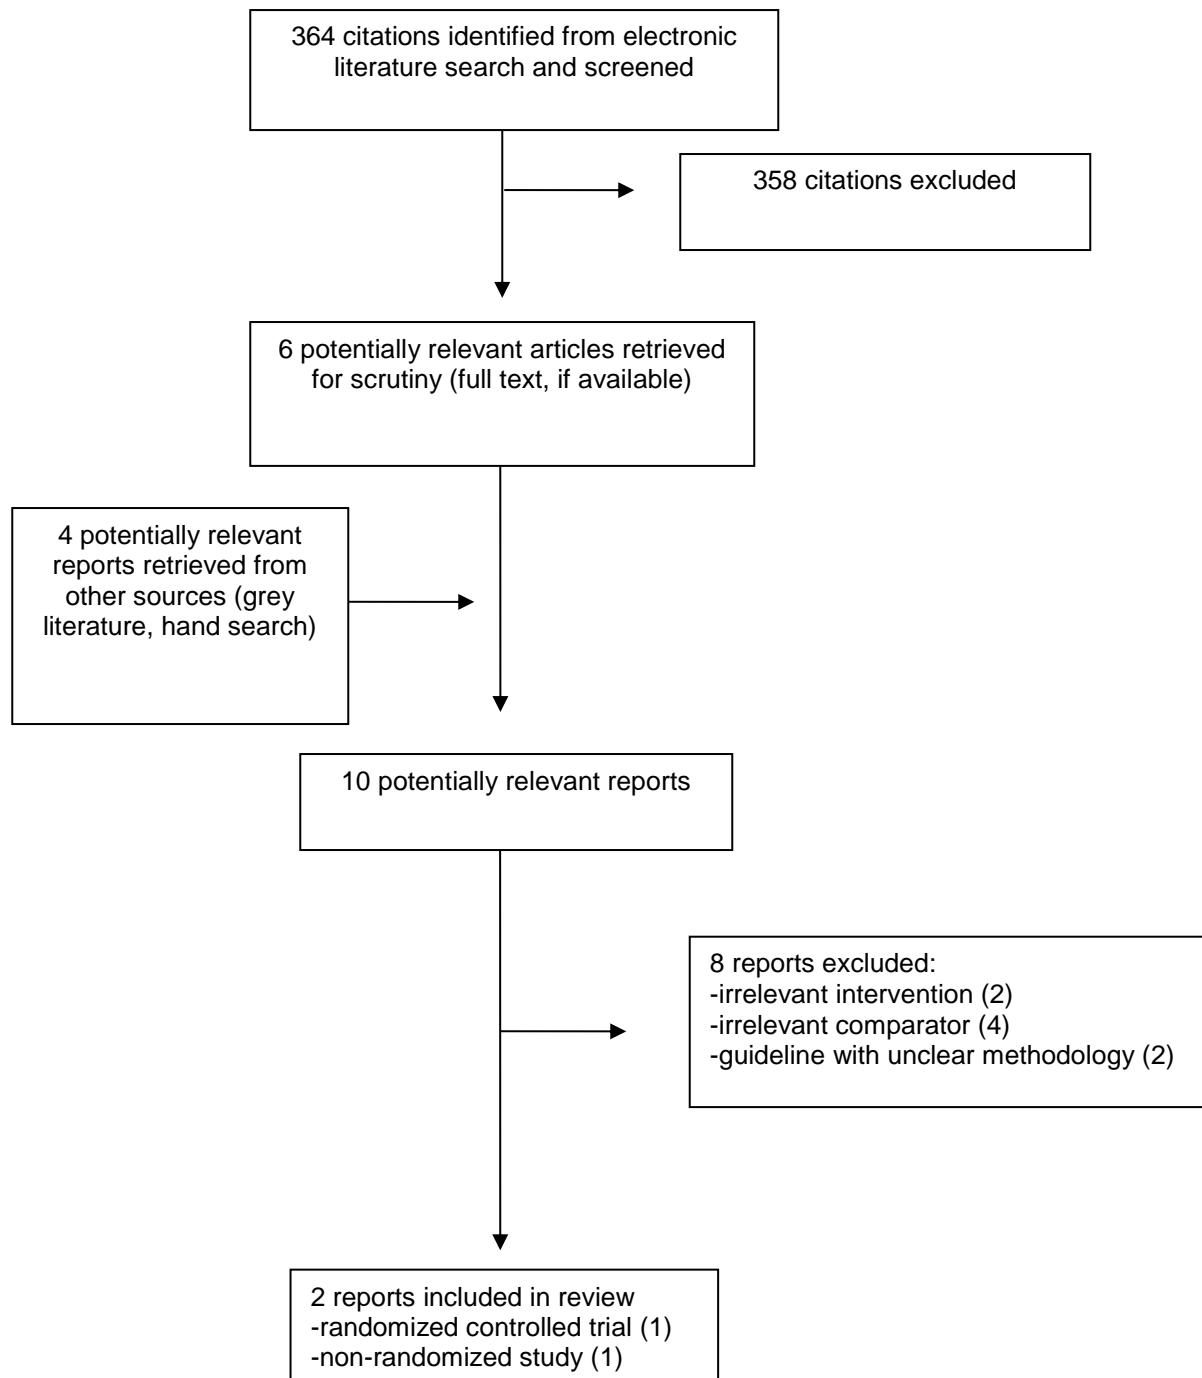 364 citations identified from electronic
literature search and screened
358 citations excluded
6 potentially relevant articles retrieved
for scrutiny (full text, if available)
4 potentially relevant
reports retrieved from
other sources (grey
literature, hand search)
10 potentially relevant reports
8 reports excluded:
-irrelevant intervention (2)
-irrelevant comparator (4)
-guideline with unclear methodology (2)
2 reports included in review
-randomized controlled trial (1)
-non-randomized study (1)